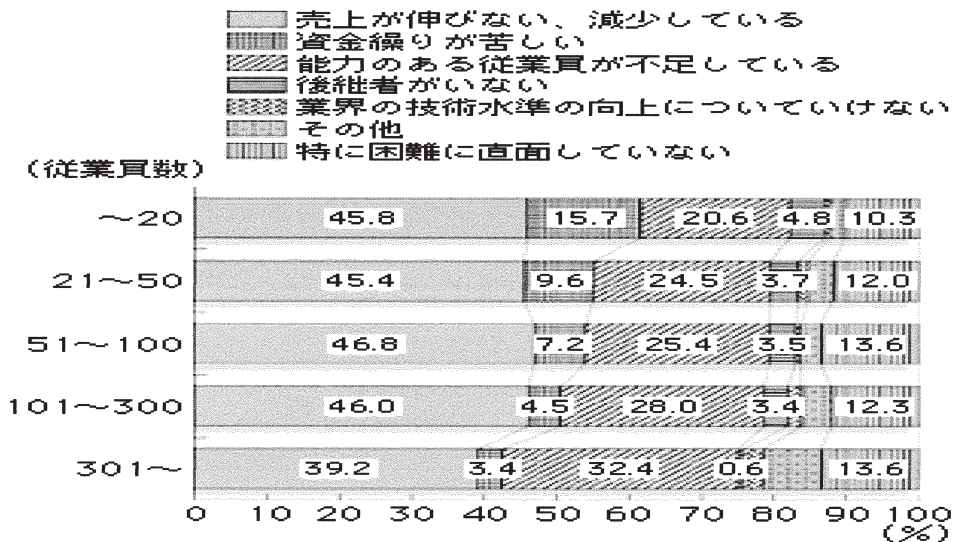 売上が伸びない、減少している
資金繰りが苦しい
能力のある従業員が不足している
後継者がいない
業界の技術水準の向上についていけない
その他
特に困難に直面していない
(従業員数)
～20 45.8 15.7 20.6 4.8 10.3
21～50 45.4 9.6 24.5 3.7 12.0
51～100 46.8 7.2 25.4 3.5 13.6
101～300 46.0 4.5 28.0 3.4 12.3
301～ 39.2 3.4 32.4 0.6 13.6
0 10 20 30 40 50 60 70 80 90 100
(%)